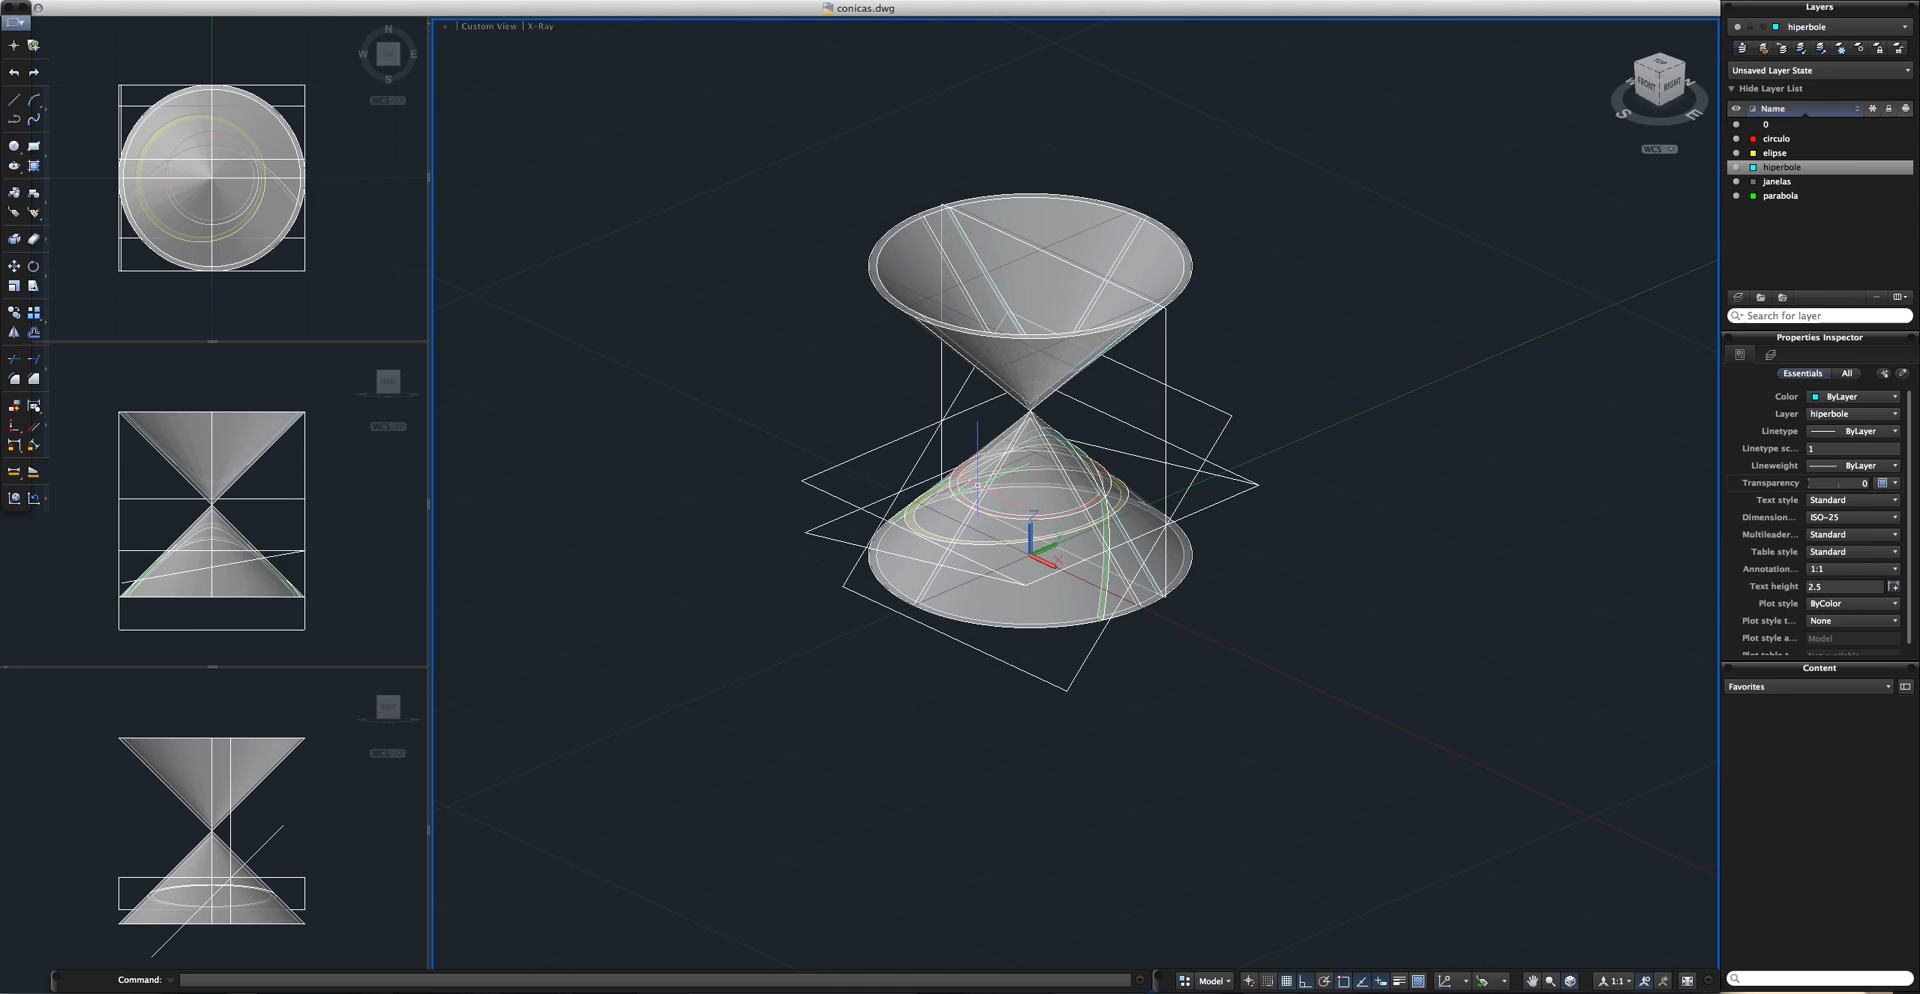 conicas.dwg
Custom View
X-Ray
N
W
E
S
WCS
WCS
WCS
TOP
FRONT
RIGHT
S
E
WCS
Z
X
Layers
hiperbole
Unsaved Layer State
Hide Layer List
Name
0
circulo
elipse
hiperbole
janelas
parabola
Search for layer
Properties Inspector
Essentials
All
Color ByLayer
Layer hiperbole
Linetype ByLayer
Linetype sc... 1
Lineweight ByLayer
Transparency 0
Text style Standard
Dimension... ISO-25
Multileader... Standard
Table style Standard
Annotation... 1:1
Text height 2.5
Plot style ByColor
Plot style t... None
Plot style a... Model
Content
Favorites
Command:
Model
1:1